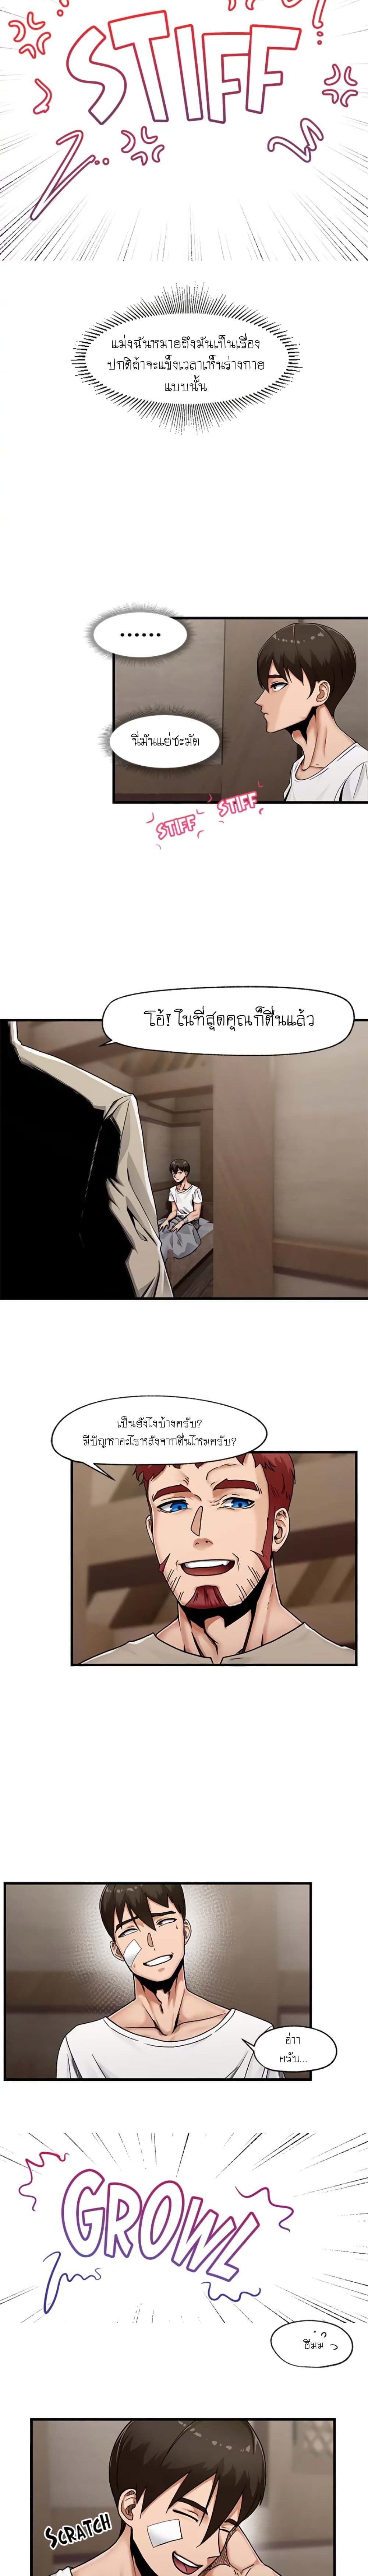 STIFF
แม่งฉันหมายถึงมันเป็นเรื่อง
ปกติถ้าจะแข็งเวลาเห็นร่างกาย
แบบนั้น
......
นี่มันแย่ชะมัด
STIFF
STIFF
โอ้! ในที่สุดคุณก็ตื่นแล้ว
เป็นยังไงบ้างครับ?
มีปัญหาอะไรหลังจากตื่นไหมครับ?
อ่าา
ครับ...
GROWL
ฮึมม
SCRATCH